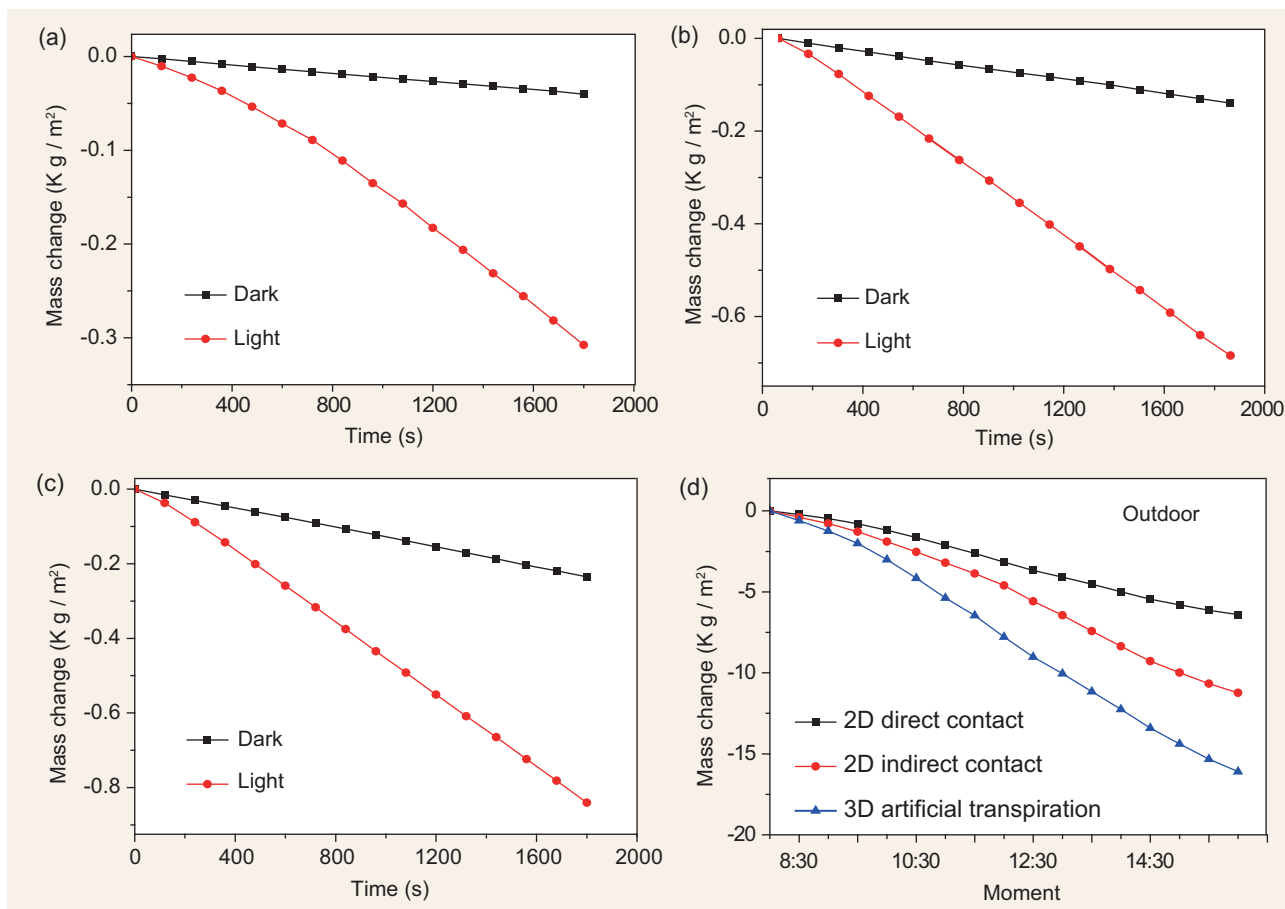 (a)
0.0
-0.1
-0.2
-0.3
Mass change (K g / m²)
Dark
Light
0 400 800 1200 1600 2000
Time (s)
(b)
0.0
-0.2
-0.4
-0.6
Mass change (K g / m²)
Dark
Light
0 400 800 1200 1600 2000
Time (s)
(c)
0.0
-0.2
-0.4
-0.6
-0.8
Mass change (K g / m²)
Dark
Light
0 400 800 1200 1600 2000
Time (s)
(d)
Outdoor
0
-5
-10
-15
-20
Mass change (K g / m²)
2D direct contact
2D indirect contact
3D artificial transpiration
8:30 10:30 12:30 14:30
Moment